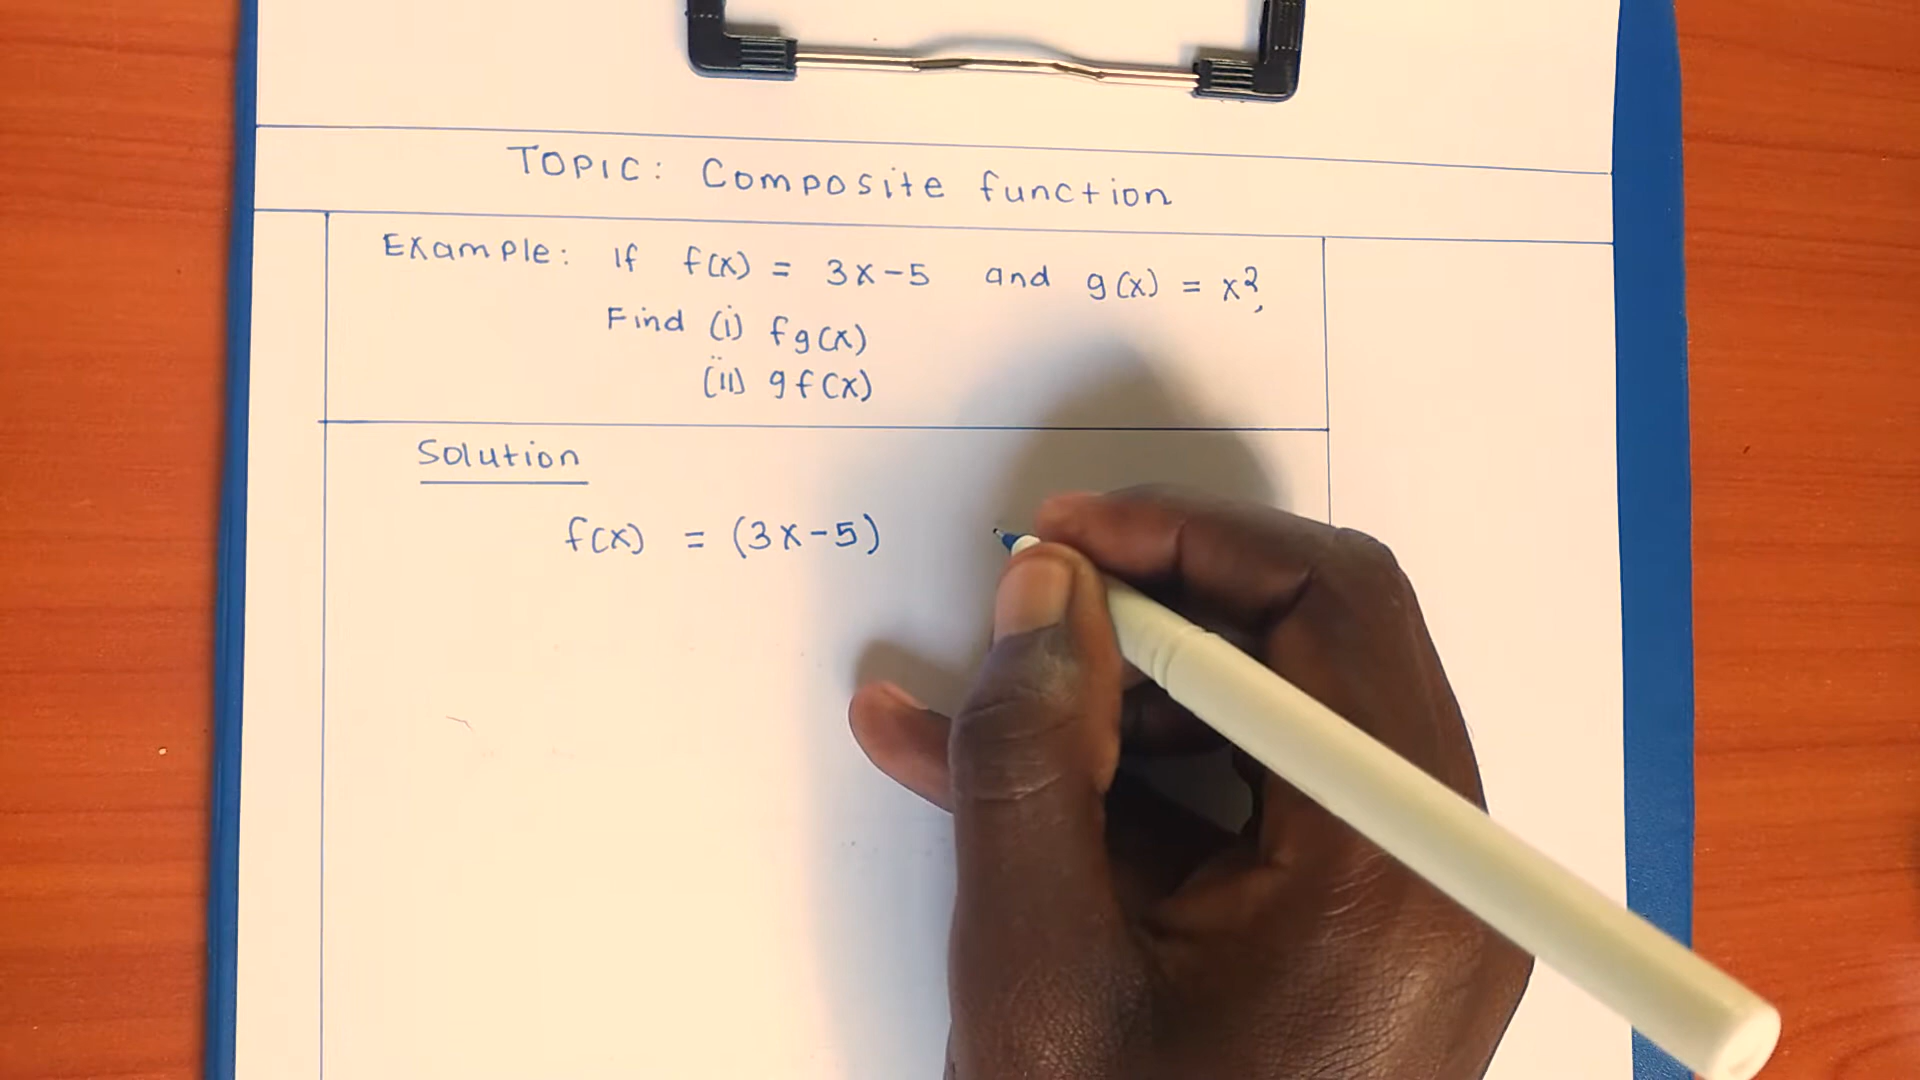 TOPIC: Composite function
Example: If f(x) = 3x-5 and g(x) = x²,
Find (i) fg(x)
(ii) gf(x)
Solution
f(x) = (3x-5)